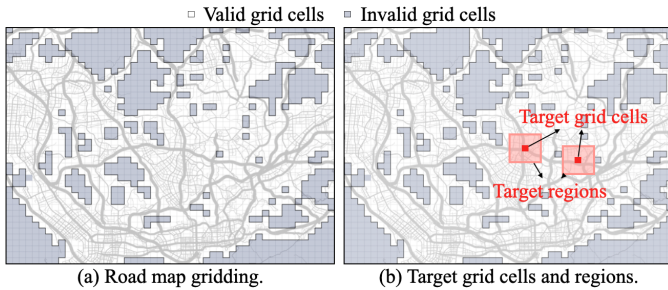 Valid grid cells Invalid grid cells
Target grid cells
Target regions
(a) Road map gridding.
(b) Target grid cells and regions.